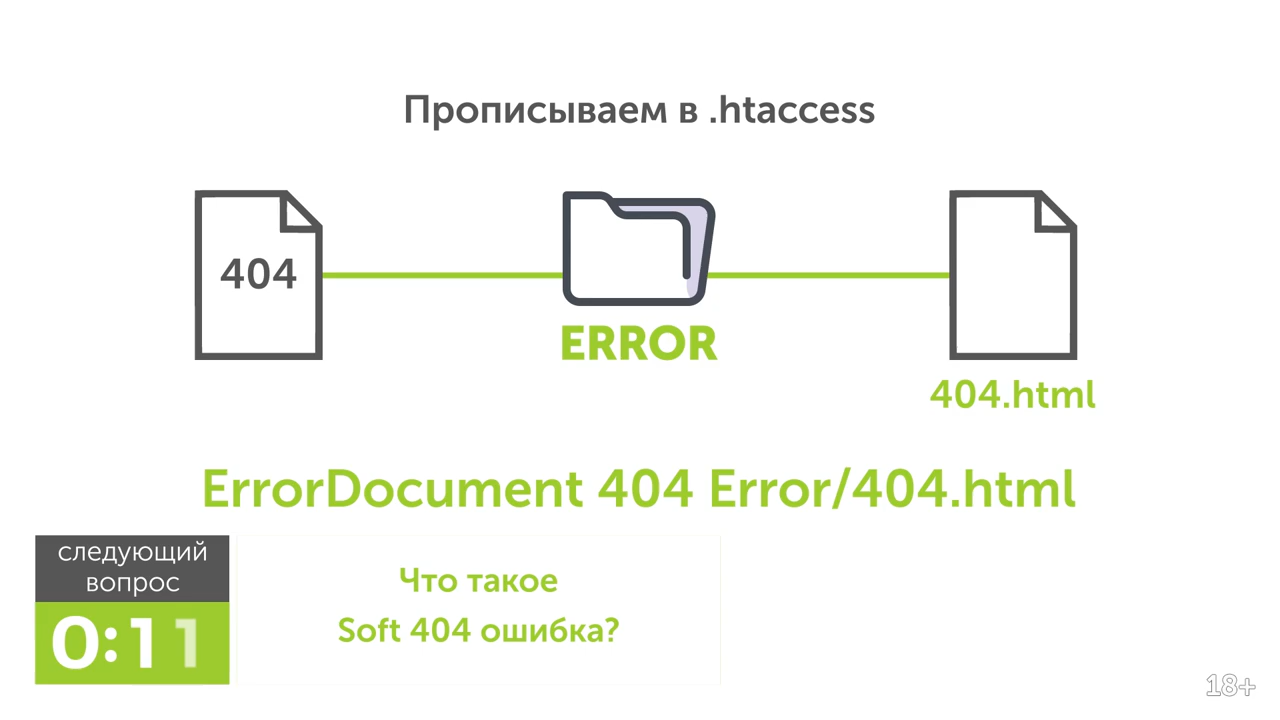 Прописываем в .htaccess
404
ERROR
404.html
ErrorDocument 404 Error/404.html
следующий
вопрос
0:11
Что такое
Soft 404 ошибка?
18+